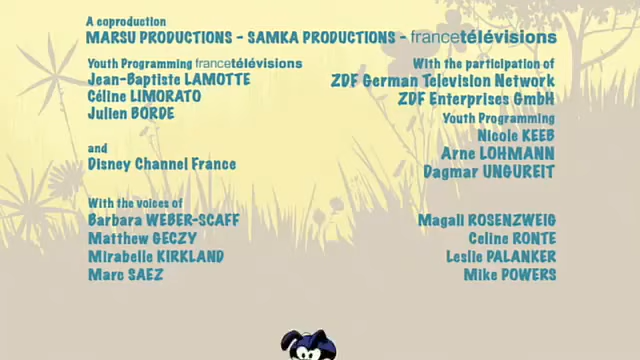 A coproduction
MARSU PRODUCTIONS - SAMKA PRODUCTIONS - francetélévisions
Youth Programming francetélévisions
Jean-Baptiste LAMOTTE
Céline LIMORATO
Julien BORDE
and
Disney Channel France
With the participation of
ZDF German Television Network
ZDF Enterprises GmbH
Youth Programming
Nicole KEEB
Arne LOHMANN
Dagmar UNGUREIT
With the voices of
Barbara WEBER-SCAFF
Matthew GECZY
Mirabelle KIRKLAND
Marc SAEZ
Magali ROSENZWEIG
Celine RONTE
Leslie PALANKER
Mike POWERS